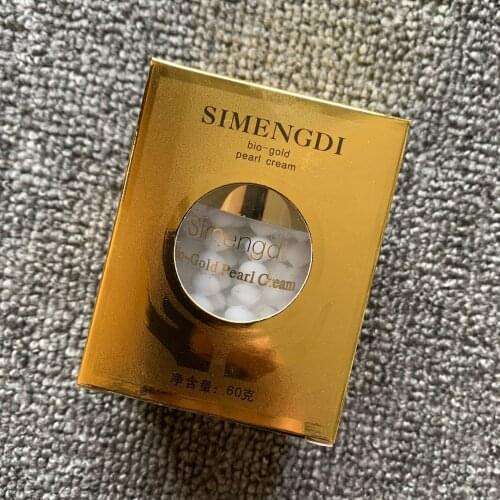 SIMENGDI
bio-gold
pearl cream
Simengdi
o-Gold Pearl Cream
净含量: 60克